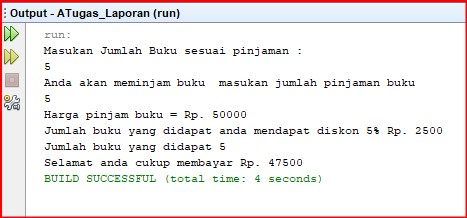 Output - ATugas_Laporan (run)
run:
Masukan Jumlah Buku sesuai pinjaman :
5
Anda akan meminjam buku  masukan jumlah pinjaman buku
5
Harga pinjam buku = Rp. 50000
Jumlah buku yang didapat anda mendapat diskon 5% Rp. 2500
Jumlah buku yang didapat 5
Selamat anda cukup membayar Rp. 47500
BUILD SUCCESSFUL (total time: 4 seconds)